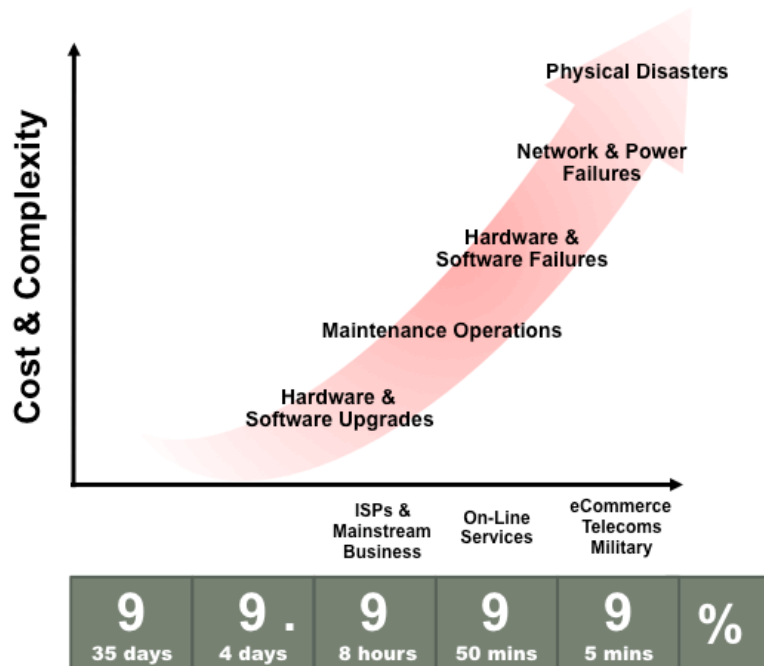 Physical Disasters
Network & Power
Failures
Hardware &
Software Failures
Maintenance Operations
Hardware &
Software Upgrades
Cost & Complexity
ISPs &
Mainstream
Business
On-Line
Services
eCommerce
Telecoms
Military
9 9. 9 9 9 %
35 days 4 days 8 hours 50 mins 5 mins